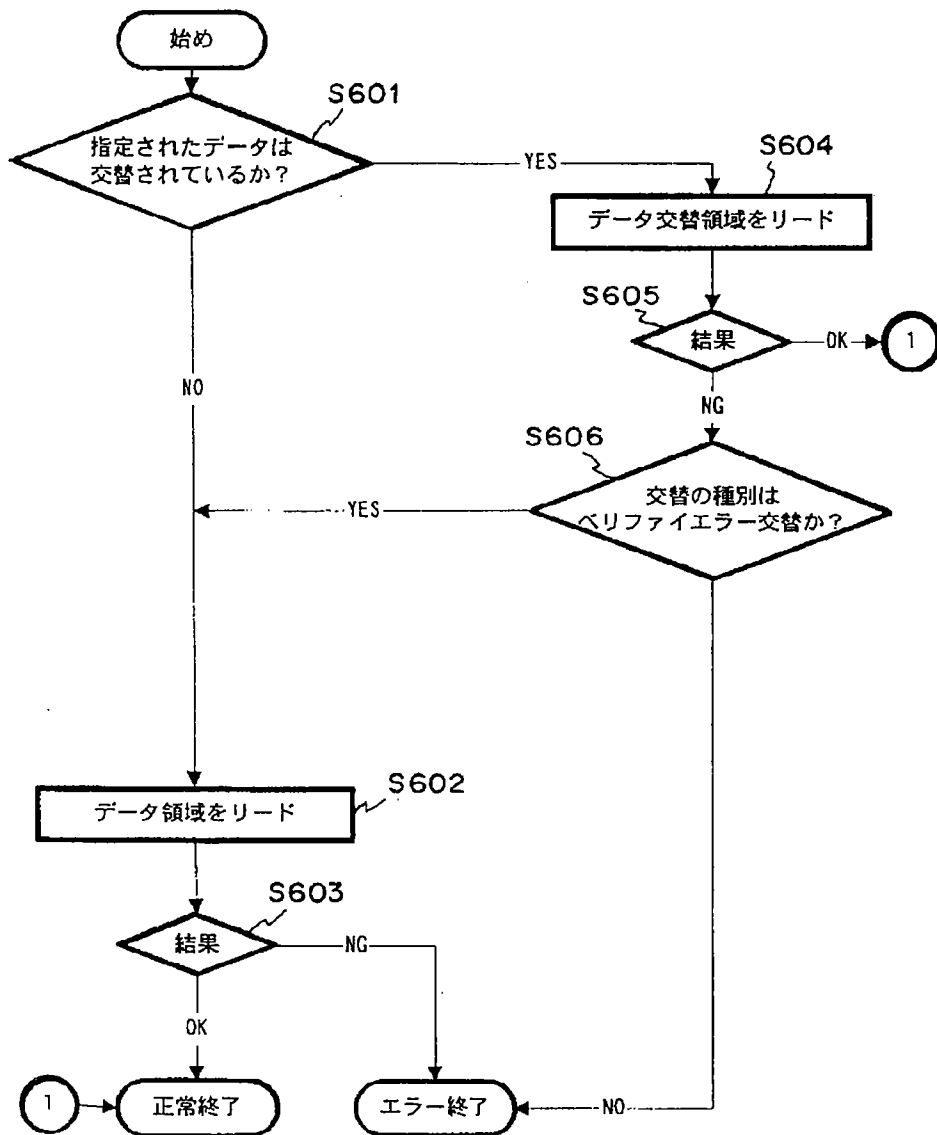 始め
S601
指定されたデータは
交替されているか?
YES
S604
データ交替領域をリード
S605
結果
OK
1
NO
NG
S606
交替の種別は
ベリファイエラー交替か?
YES
S602
データ領域をリード
S603
結果
NG
OK
1
正常終了
エラー終了
NO